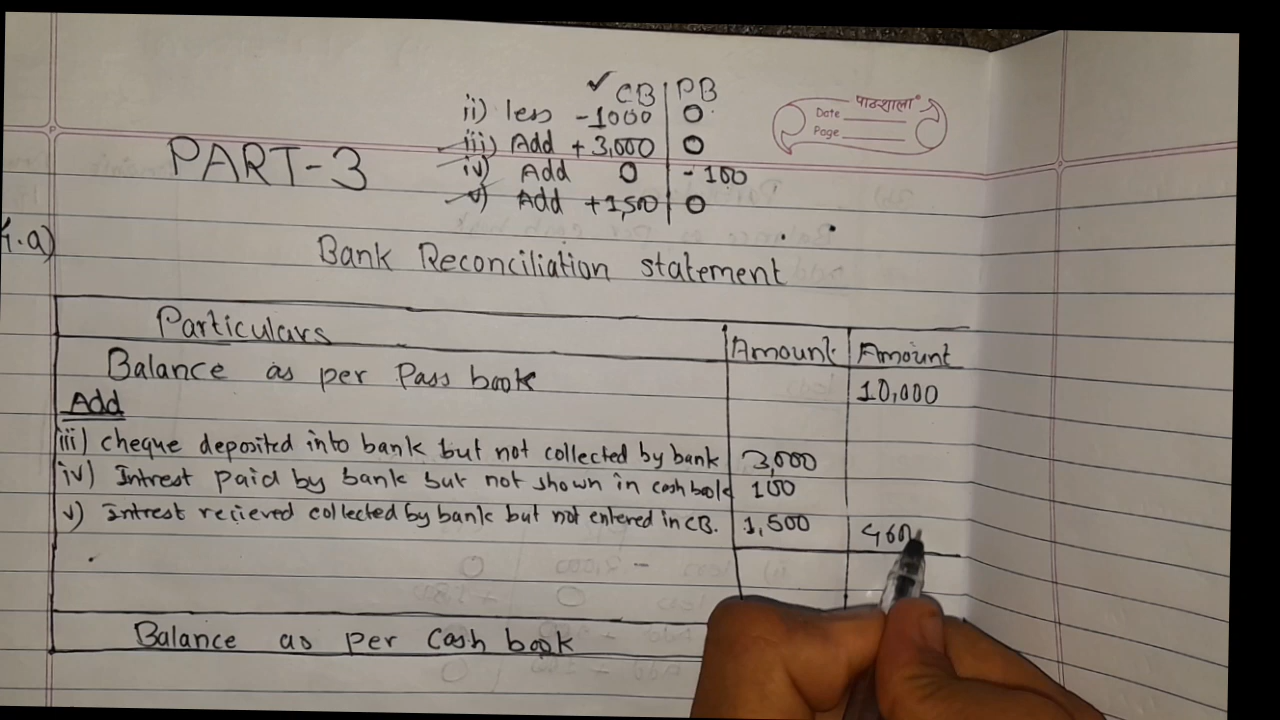 ✓CB | PB
ii) less -1000 | 0
iii) Add +3,000 | 0
iv) Add 0 | -100
v) Add +1,500 | 0
पाठशाला
Date
Page
PART-3
a)
Bank Reconciliation statement
Particulars Amount Amount
Balance as per Pass book 10,000
Add
iii) cheque deposited into bank but not collected by bank 3,000
iv) Intrest paid by bank but not shown in cash book 100
v) Intrest recieved collected by bank but not entered in CB. 1,500 460
Balance as per Cash book